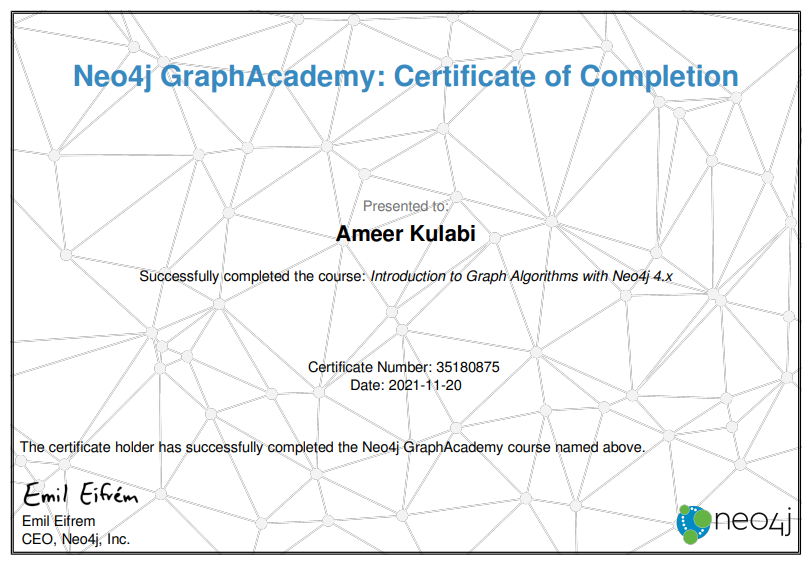 Neo4j GraphAcademy: Certificate of Completion
Presented to:
Ameer Kulabi
Successfully completed the course: Introduction to Graph Algorithms with Neo4j 4.x
Certificate Number: 35180875
Date: 2021-11-20
The certificate holder has successfully completed the Neo4j GraphAcademy course named above.
Emil Eifrém
Emil Eifrem
CEO, Neo4j, Inc.
neo4j